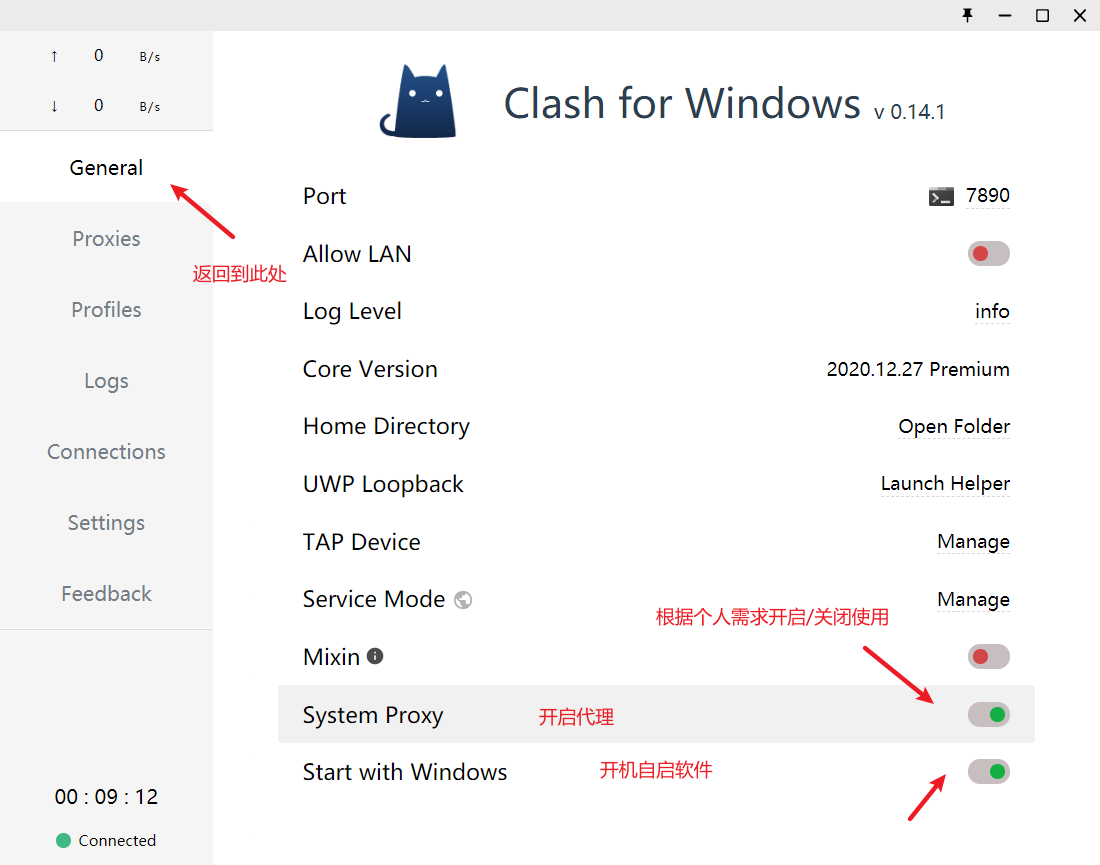 ↑ 0 B/s
↓ 0 B/s
General
返回到此处
Proxies
Profiles
Logs
Connections
Settings
Feedback
00 : 09 : 12
Connected
Clash for Windows v 0.14.1
Port 7890
Allow LAN
Log Level info
Core Version 2020.12.27 Premium
Home Directory Open Folder
UWP Loopback Launch Helper
TAP Device Manage
Service Mode Manage
根据个人需求开启/关闭使用
Mixin
System Proxy 开启代理
Start with Windows 开机自启软件